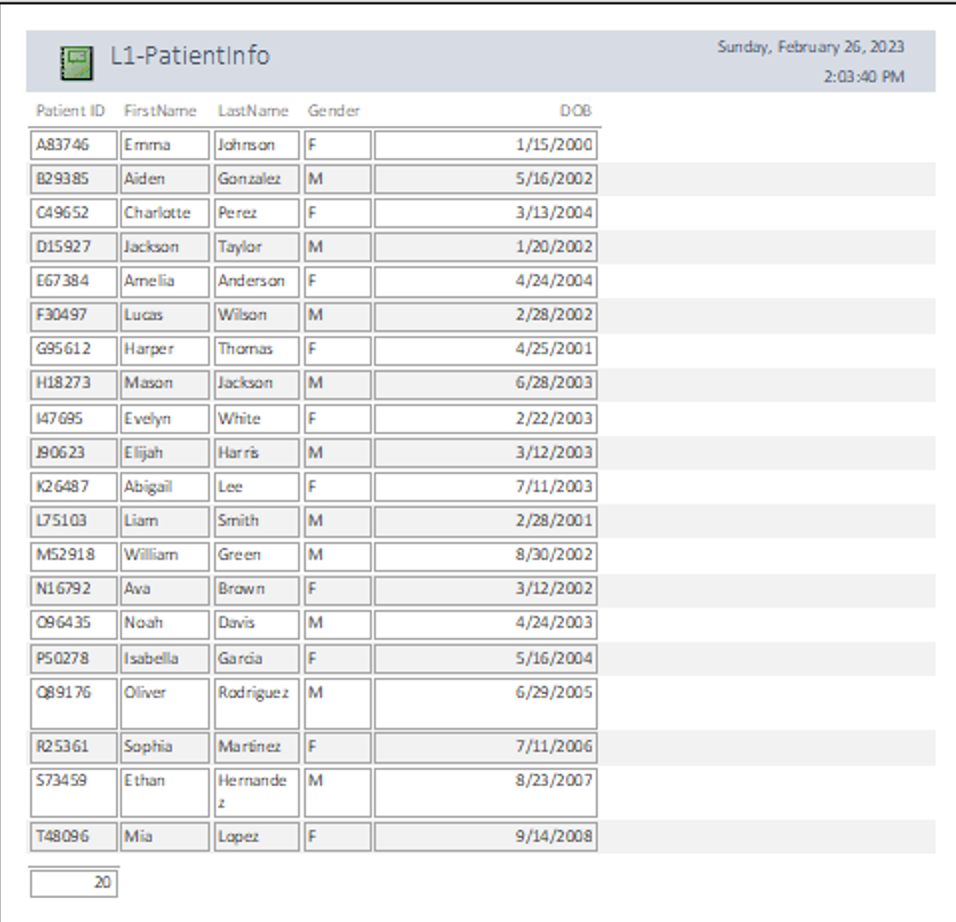 L1-PatientInfo Sunday, February 26, 2023
2:03:40 PM
Patient ID FirstName LastName Gender DOB
A83746 Emma Johnson F 1/15/2000
B29385 Aiden Gonzalez M 5/16/2002
C49652 Charlotte Perez F 3/13/2004
D15927 Jackson Taylor M 1/20/2002
E67384 Amelia Anderson F 4/24/2004
F30497 Lucas Wilson M 2/28/2002
G95612 Harper Thomas F 4/25/2001
H18273 Mason Jackson M 6/28/2003
I47695 Evelyn White F 2/22/2003
J90623 Elijah Harris M 3/12/2003
K26487 Abigail Lee F 7/11/2003
L75103 Liam Smith M 2/28/2001
M52918 William Green M 8/30/2002
N16792 Ava Brown F 3/12/2002
O96435 Noah Davis M 4/24/2003
P50278 Isabella Garcia F 5/16/2004
Q89176 Oliver Rodriguez M 6/29/2005
R25361 Sophia Martinez F 7/11/2006
S73459 Ethan Hernande M 8/23/2007
z
T48096 Mia Lopez F 9/14/2008
20